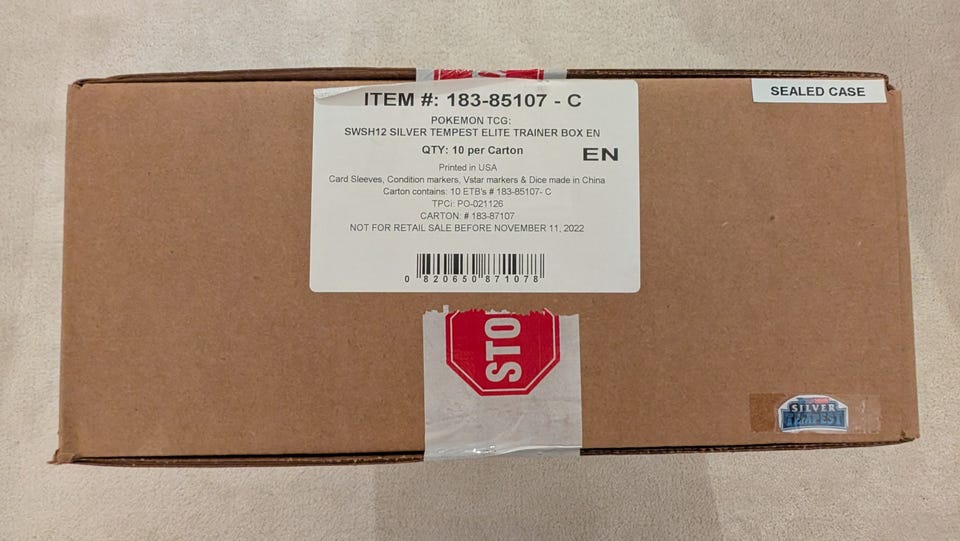 ITEM #: 183-85107 - C
SEALED CASE
POKEMON TCG:
SWSH12 SILVER TEMPEST ELITE TRAINER BOX EN
QTY: 10 per Carton
EN
Printed in USA
Card Sleeves, Condition markers, Vstar markers & Dice made in China
Carton contains: 10 ETB's # 183-85107- C
TPCi: PO-021126
CARTON: # 183-87107
NOT FOR RETAIL SALE BEFORE NOVEMBER 11, 2022
0 820650 871078
STO
SILVER
TEMPEST